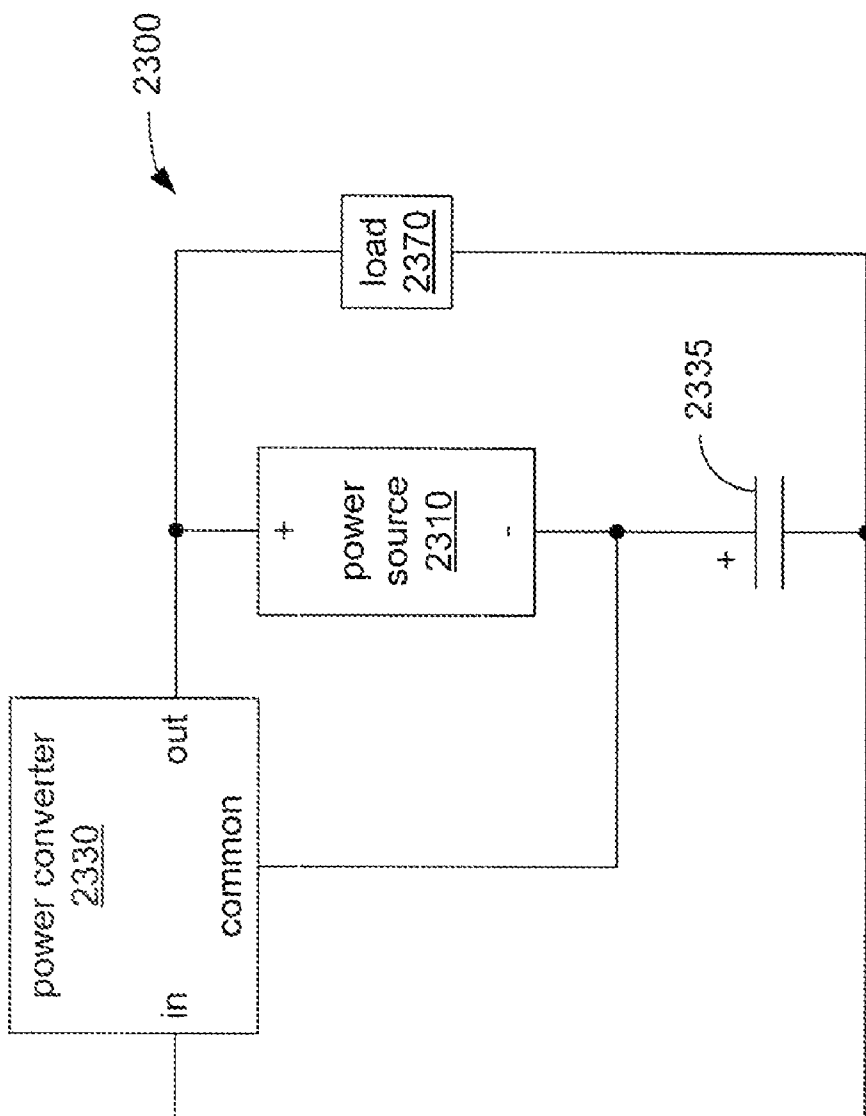 2300
power converter
2330
in
out
common
+
power
source
2310
-
load
2370
+
2335